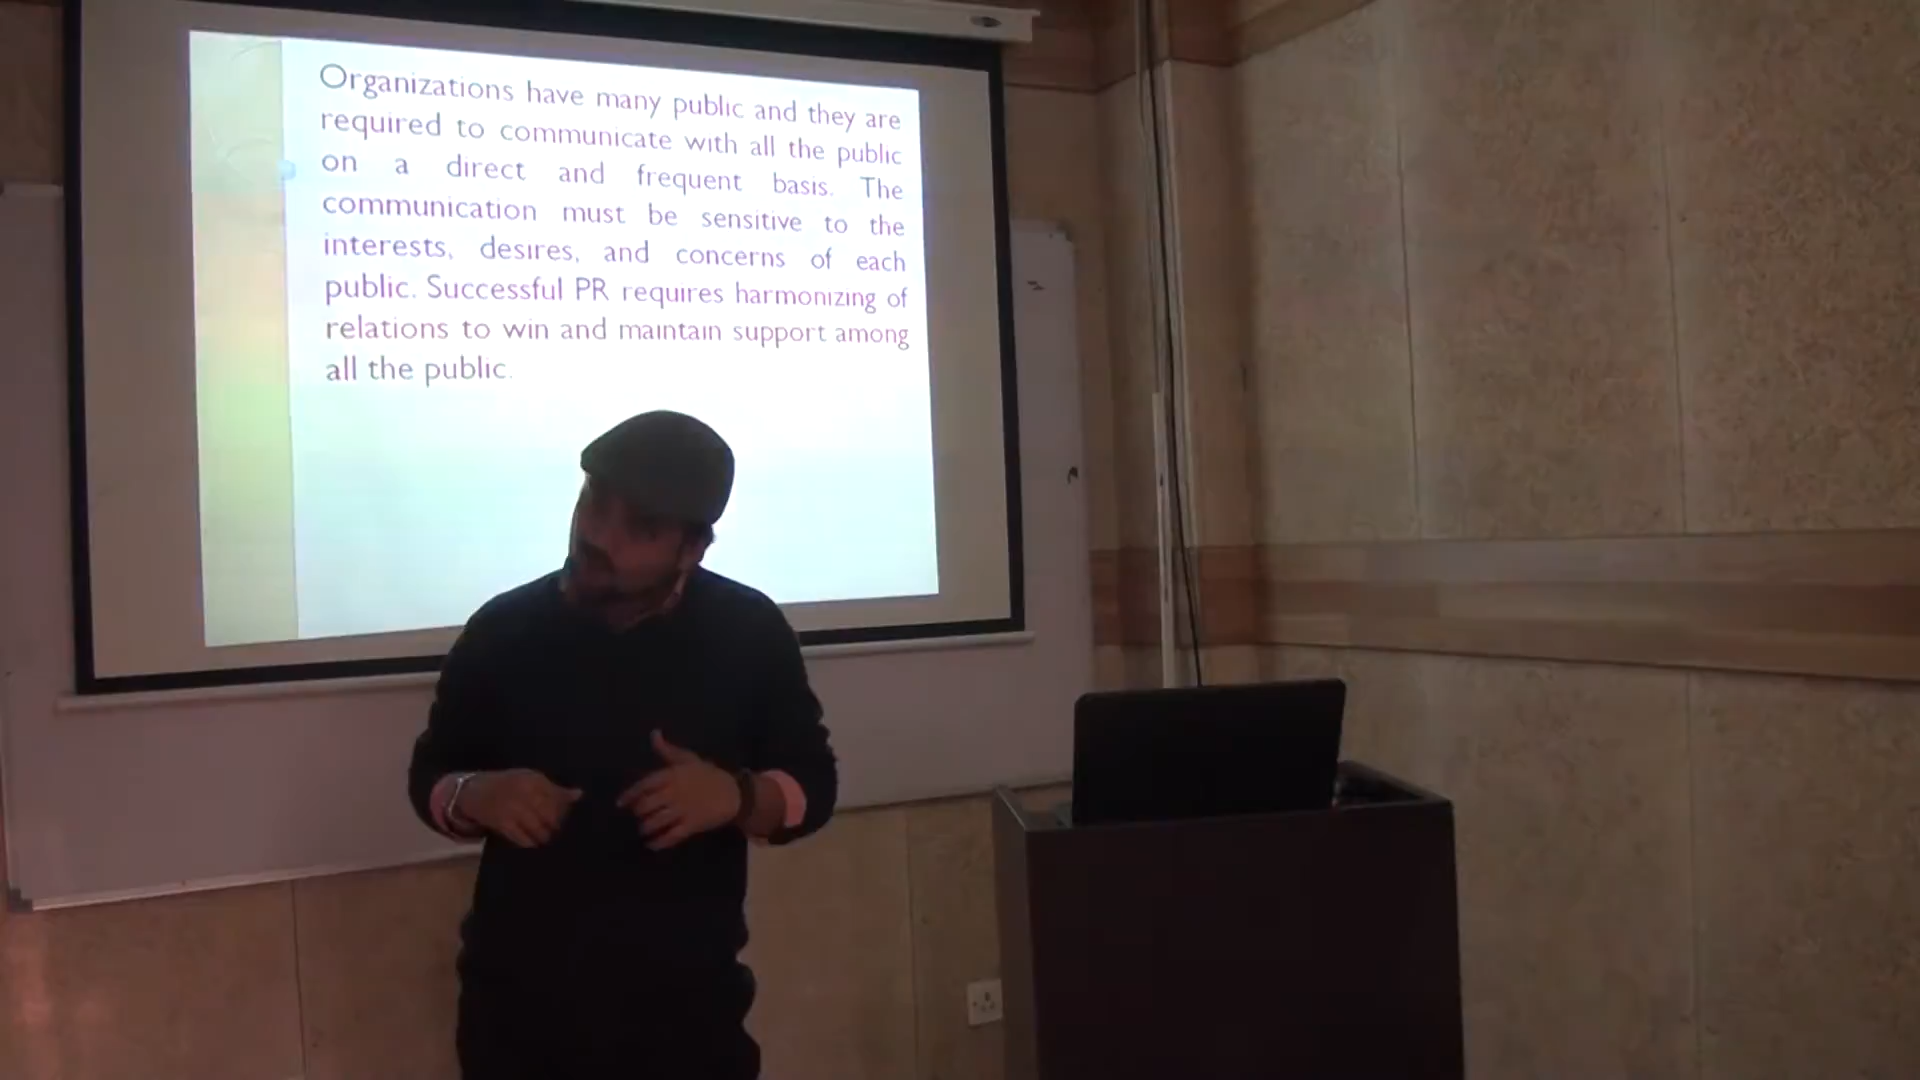 Organizations have many public and they are
required to communicate with all the public
on a direct and frequent basis. The
communication must be sensitive to the
interests, desires, and concerns of each
public. Successful PR requires harmonizing of
relations to win and maintain support among
all the public.